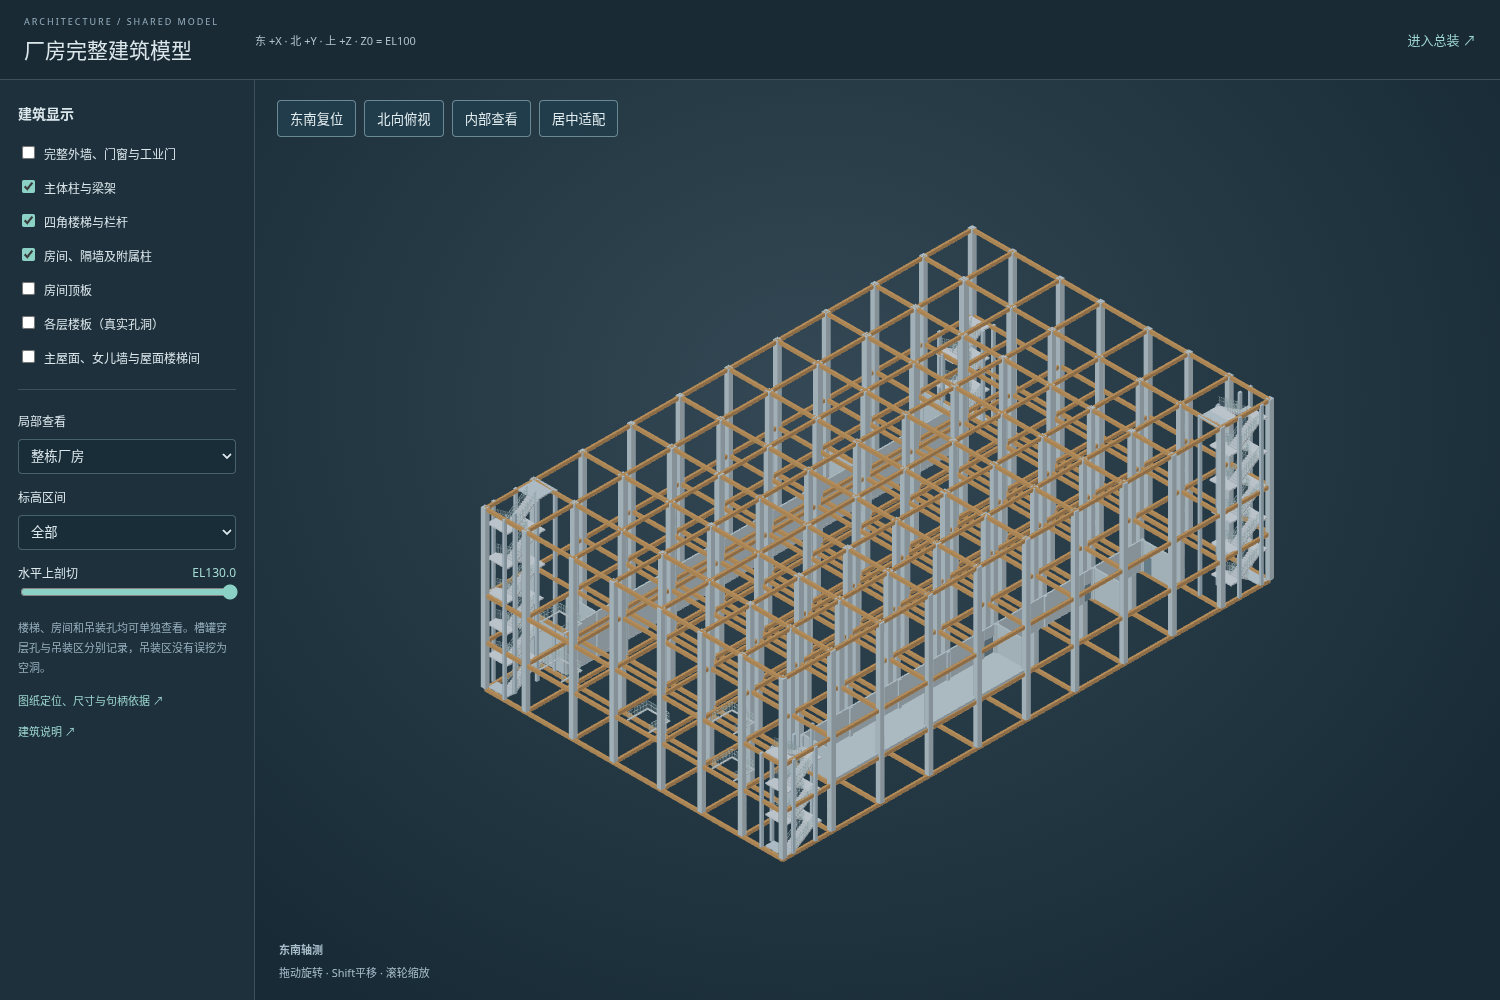 ARCHITECTURE / SHARED MODEL
厂房完整建筑模型
东 +X · 北 +Y · 上 +Z · Z0 = EL100
进入总装 ↗
建筑显示
完整外墙、门窗与工业门
主体柱与梁架
四角楼梯与栏杆
房间、隔墙及附属柱
房间顶板
各层楼板（真实孔洞）
主屋面、女儿墙与屋面楼梯间
局部查看
整栋厂房
标高区间
全部
水平上剖切 EL130.0
楼梯、房间和吊装孔均可单独查看。槽罐穿
层孔与吊装区分别记录，吊装区没有误挖为
空洞。
图纸定位、尺寸与句柄依据 ↗
建筑说明 ↗
东南复位 北向俯视 内部查看 居中适配
东南轴测
拖动旋转 · Shift平移 · 滚轮缩放